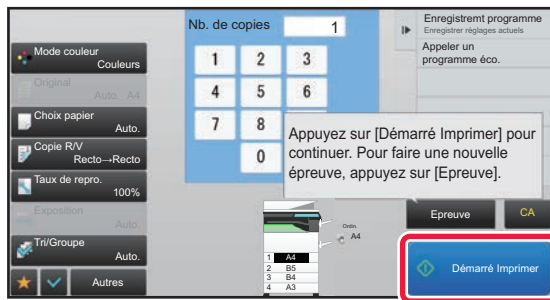 Mode couleur
Couleurs
Original
Auto. A4
Choix papier
Auto.
Copie R/V
Recto→Recto
Taux de repro.
100%
Exposition
Auto.
Tri/Groupe
Auto.
Autres
Nb. de copies
1
1 2 3
4 5 6
7 8
0
Appuyez sur [Démarré Imprimer] pour
continuer. Pour faire une nouvelle
épreuve, appuyez sur [Epreuve].
Ordin.
A4
1 A4
2 B5
3 B4
4 A3
Enregistremt programme
Enregistrer réglages actuels
Appeler un
programme éco.
Epreuve
CA
Démarré Imprimer